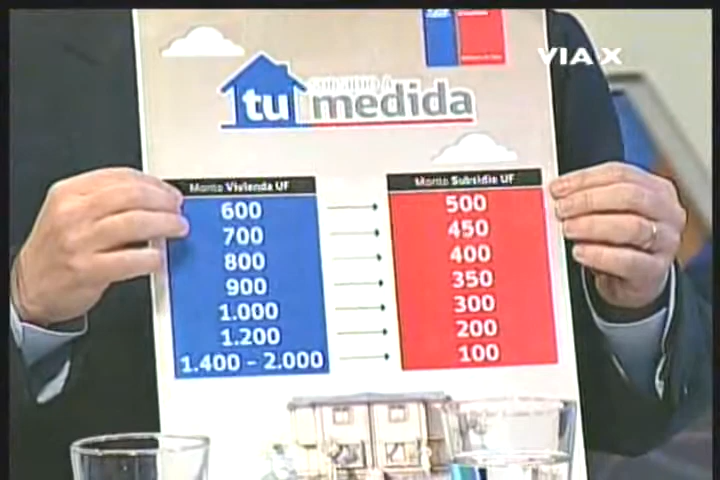 VIA X
tu medida
Monto Vivienda UF
Monto Subsidio UF
600
500
700
450
800
400
900
350
1.000
300
1.200
200
1.400 - 2.000
100